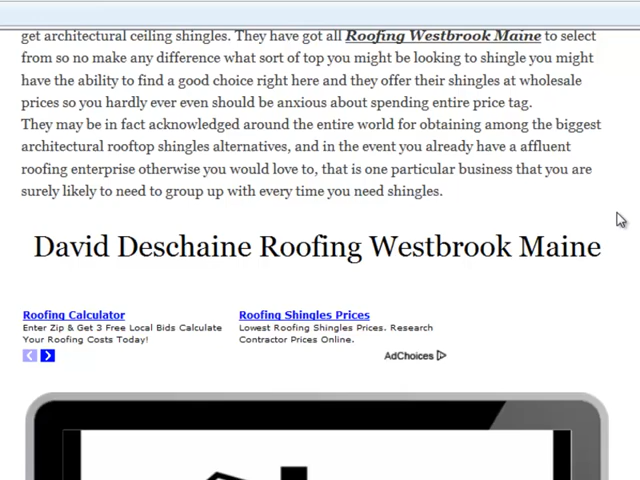 get architectural ceiling shingles. They have got all Roofing Westbrook Maine to select
from so no make any difference what sort of top you might be looking to shingle you might
have the ability to find a good choice right here and they offer their shingles at wholesale
prices so you hardly ever even should be anxious about spending entire price tag.
They may be in fact acknowledged around the entire world for obtaining among the biggest
architectural rooftop shingles alternatives, and in the event you already have a affluent
roofing enterprise otherwise you would love to, that is one particular business that you are
surely likely to need to group up with every time you need shingles.
David Deschaine Roofing Westbrook Maine
Roofing Calculator
Enter Zip & Get 3 Free Local Bids Calculate
Your Roofing Costs Today!
Roofing Shingles Prices
Lowest Roofing Shingles Prices. Research
Contractor Prices Online.
AdChoices